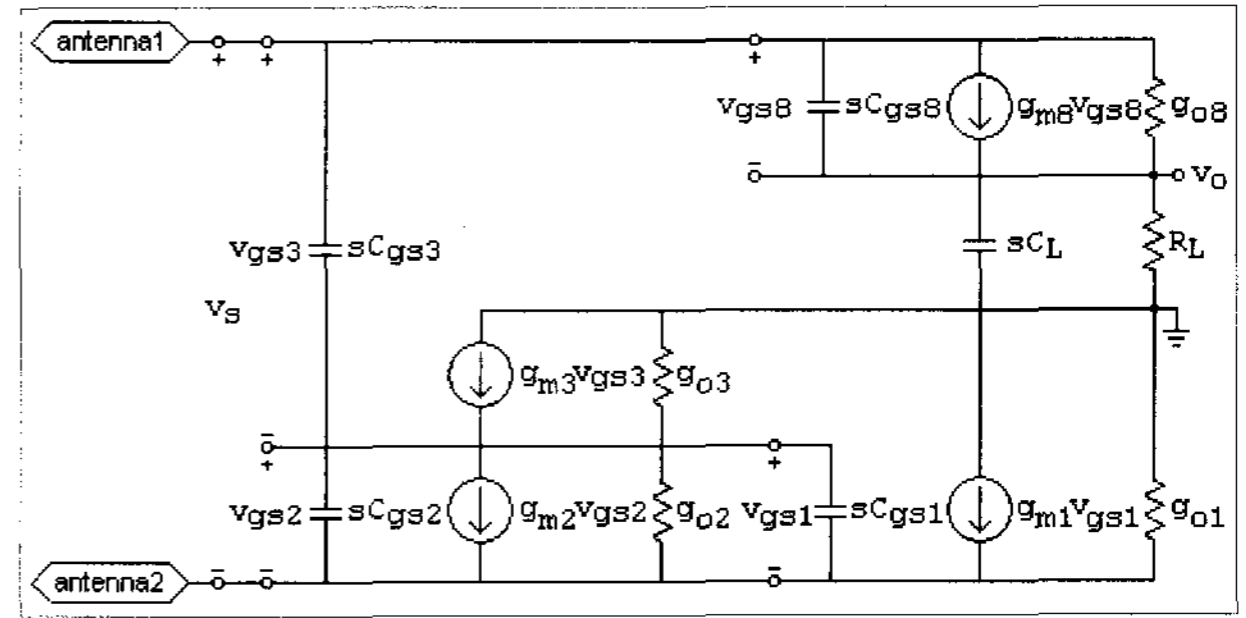 antenna1
+ + +
vgs8 sCgs8 gm8vgs8 go8
- vo
vgs3 sCgs3 sCL RL
vs
gm3vgs3 go3
- + +
vgs2 sCgs2 gm2vgs2 go2 vgs1 sCgs1 gm1vgs1 go1
antenna2 - - -